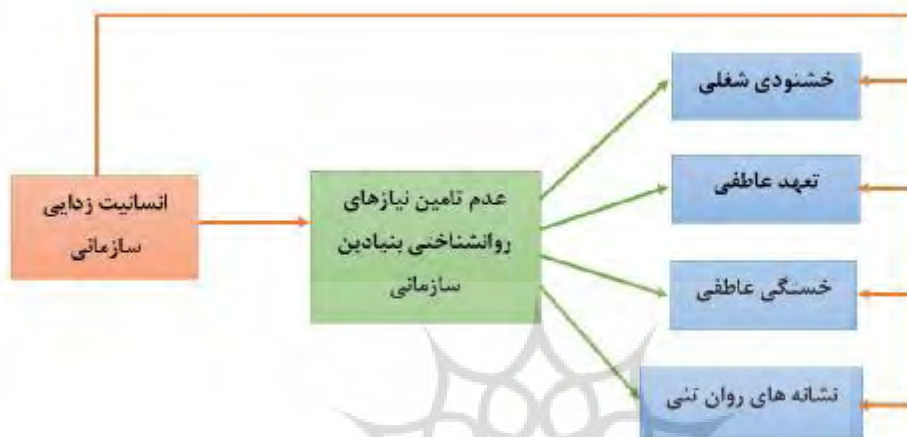 خشنودی شغلی
تعهد عاطفی
خستگی عاطفی
نشانه های روان تنی
عدم تامین نیازهای
روانشناختی بنیادین
سازمانی
انسانیت زدایی
سازمانی